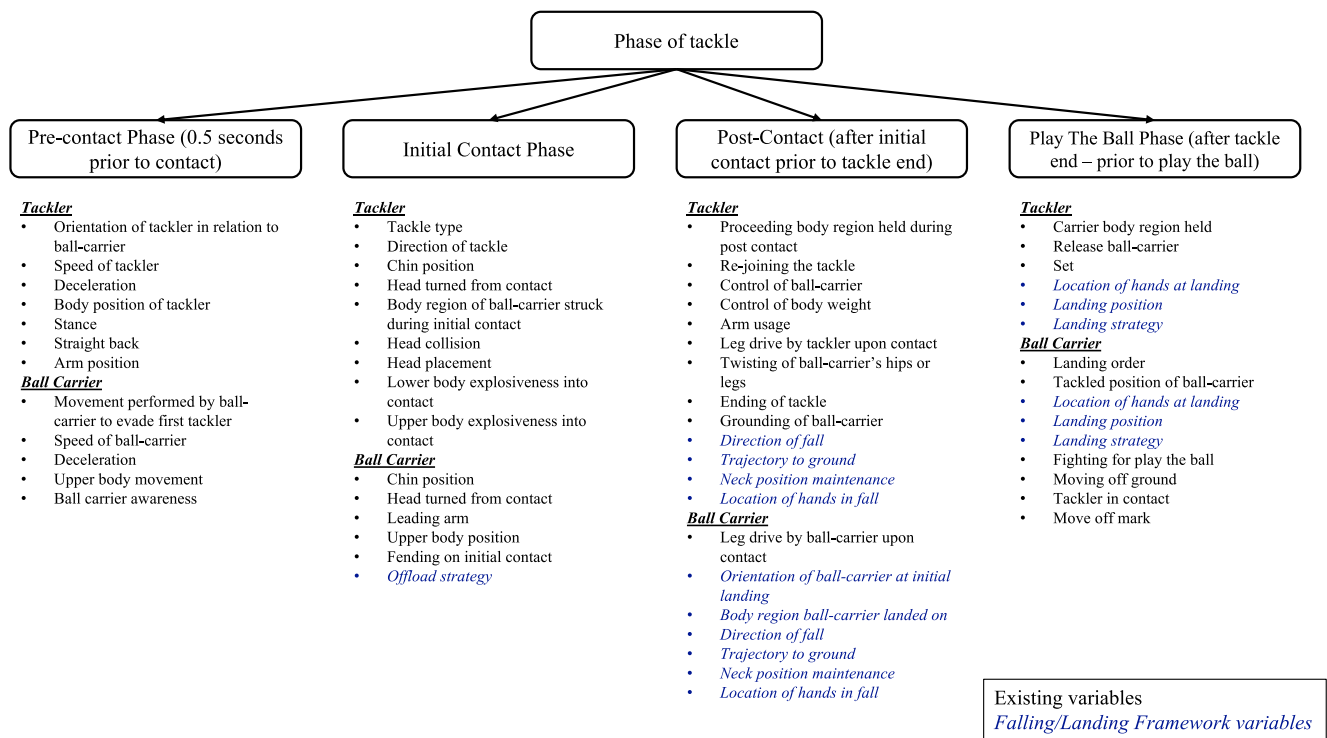 Phase of tackle
Pre-contact Phase (0.5 seconds
prior to contact)
Tackler
• Orientation of tackler in relation to
ball-carrier
• Speed of tackler
• Deceleration
• Body position of tackler
• Stance
• Straight back
• Arm position
Ball Carrier
• Movement performed by ball-
carrier to evade first tackler
• Speed of ball-carrier
• Deceleration
• Upper body movement
• Ball carrier awareness
Initial Contact Phase
Tackler
• Tackle type
• Direction of tackle
• Chin position
• Head turned from contact
• Body region of ball-carrier struck
during initial contact
• Head collision
• Head placement
• Lower body explosiveness into
contact
• Upper body explosiveness into
contact
Ball Carrier
• Chin position
• Head turned from contact
• Leading arm
• Upper body position
• Fending on initial contact
• Offload strategy
Post-Contact (after initial
contact prior to tackle end)
Tackler
• Proceeding body region held during
post contact
• Re-joining the tackle
• Control of ball-carrier
• Control of body weight
• Arm usage
• Leg drive by tackler upon contact
• Twisting of ball-carrier's hips or
legs
• Ending of tackle
• Grounding of ball-carrier
• Direction of fall
• Trajectory to ground
• Neck position maintenance
• Location of hands in fall
Ball Carrier
• Leg drive by ball-carrier upon
contact
• Orientation of ball-carrier at initial
landing
• Body region ball-carrier landed on
• Direction of fall
• Trajectory to ground
• Neck position maintenance
• Location of hands in fall
Play The Ball Phase (after tackle
end – prior to play the ball)
Tackler
• Carrier body region held
• Release ball-carrier
• Set
• Location of hands at landing
• Landing position
• Landing strategy
Ball Carrier
• Landing order
• Tackled position of ball-carrier
• Location of hands at landing
• Landing position
• Landing strategy
• Fighting for play the ball
• Moving off ground
• Tackler in contact
• Move off mark
Existing variables
Falling/Landing Framework variables